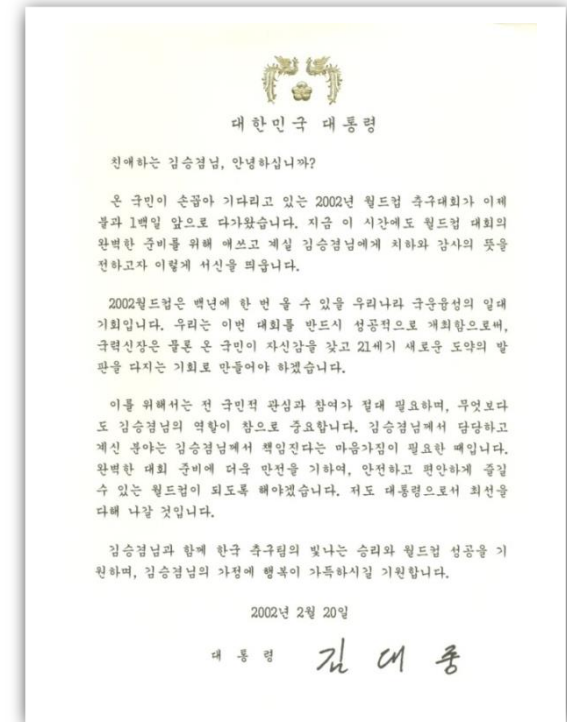 대한민국 대통령
친애하는 김승겸님, 안녕하십니까?
온 국민이 손꼽아 기다리고 있는 2002년 월드컵 축구대회가 이제
불과 1백일 앞으로 다가왔습니다. 지금 이 시간에도 월드컵 대회의
완벽한 준비를 위해 애쓰고 계실 김승겸님에게 치하와 감사의 뜻을
전하고자 이렇게 서신을 띄웁니다.
2002월드컵은 백년에 한 번 올 수 있을 우리나라 국운융성의 일대
기회입니다. 우리는 이번 대회를 반드시 성공적으로 개최함으로써,
국력신장은 물론 온 국민이 자신감을 갖고 21세기 새로운 도약의 발
판을 다지는 기회로 만들어야 하겠습니다.
이를 위해서는 전 국민적 관심과 참여가 절대 필요하며, 무엇보다
도 김승겸님의 역할이 참으로 중요합니다. 김승겸님께서 담당하고
계신 분야는 김승겸님께서 책임진다는 마음가짐이 필요한 때입니다.
완벽한 대회 준비에 더욱 만전을 기하여, 안전하고 편안하게 즐길
수 있는 월드컵이 되도록 해야겠습니다. 저도 대통령으로서 최선을
다해 나갈 것입니다.
김승겸님과 함께 한국 축구팀의 빛나는 승리와 월드컵 성공을 기
원하며, 김승겸님의 가정에 행복이 가득하시길 기원합니다.
2002년 2월 20일
대 통 령 김대중